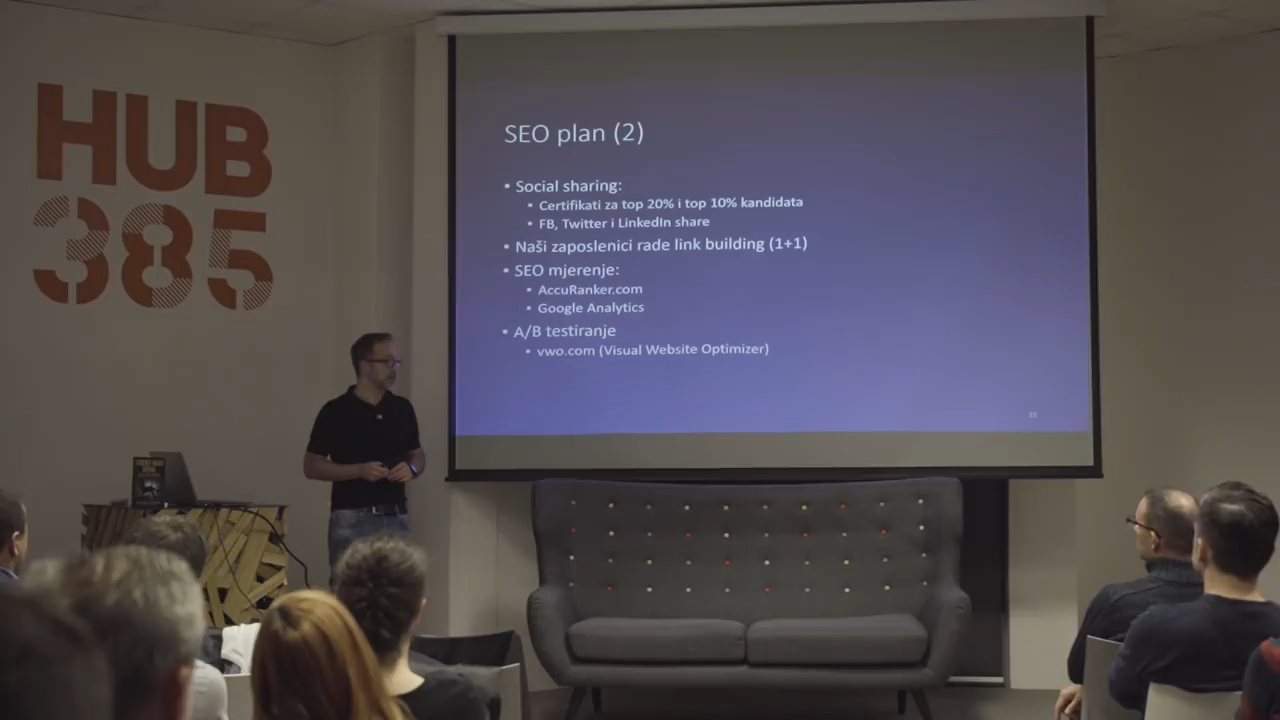 HUB
385
SEO plan (2)
▪ Social sharing:
▪ Certifikati za top 20% i top 10% kandidata
▪ FB, Twitter i LinkedIn share
▪ Naši zaposlenici rade link building (1+1)
▪ SEO mjerenje:
▪ AccuRanker.com
▪ Google Analytics
▪ A/B testiranje
▪ vwo.com (Visual Website Optimizer)